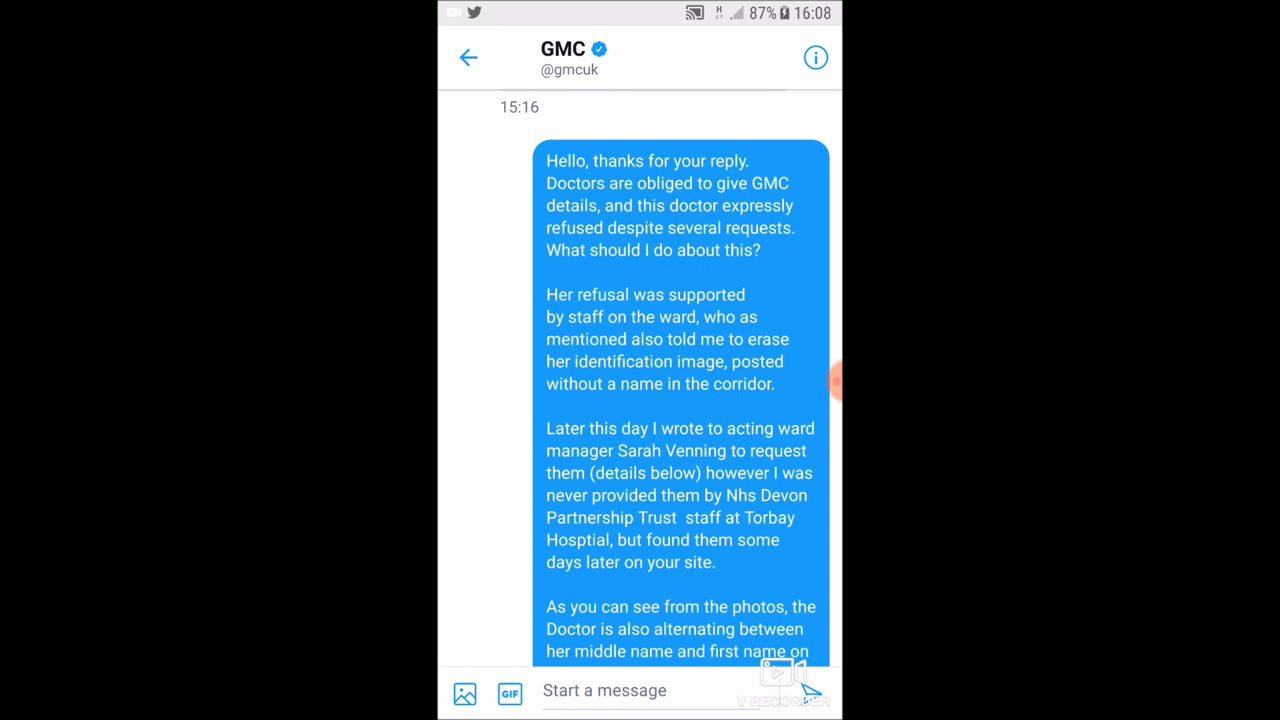 87% 16:08
GMC
@gmcuk
15:16
Hello, thanks for your reply.
Doctors are obliged to give GMC
details, and this doctor expressly
refused despite several requests.
What should I do about this?
Her refusal was supported
by staff on the ward, who as
mentioned also told me to erase
her identification image, posted
without a name in the corridor.
Later this day I wrote to acting ward
manager Sarah Venning to request
them (details below) however I was
never provided them by Nhs Devon
Partnership Trust  staff at Torbay
Hosptial, but found them some
days later on your site.
As you can see from the photos, the
Doctor is also alternating between
her middle name and first name on
GIF
Start a message
V RECORDER